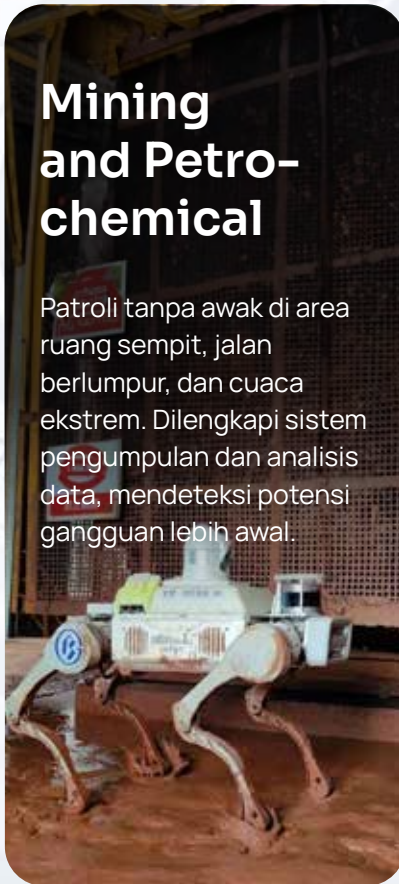 Mining
and Petro-
chemical
Patroli tanpa awak di area
ruang sempit, jalan
berlumpur, dan cuaca
ekstrem. Dilengkapi sistem
pengumpulan dan analisis
data, mendeteksi potensi
gangguan lebih awal.